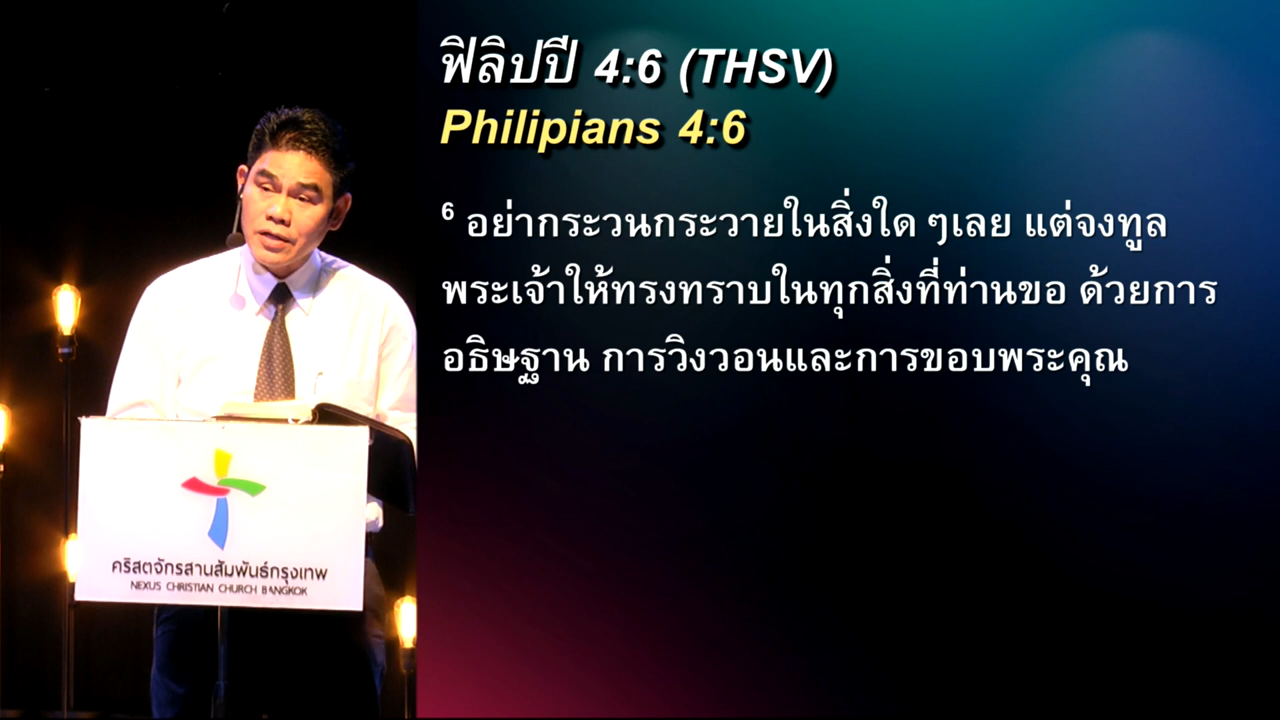 ฟิลิปปี 4:6 (THSV)
Philipians 4:6
6 อย่ากระวนกระวายในสิ่งใด ๆเลย แต่จงทูล
พระเจ้าให้ทรงทราบในทุกสิ่งที่ท่านขอ ด้วยการ
อธิษฐาน การวิงวอนและการขอบพระคุณ
คริสตจักรสานสัมพันธ์กรุงเทพ
NEXUS CHRISTIAN CHURCH BANGKOK